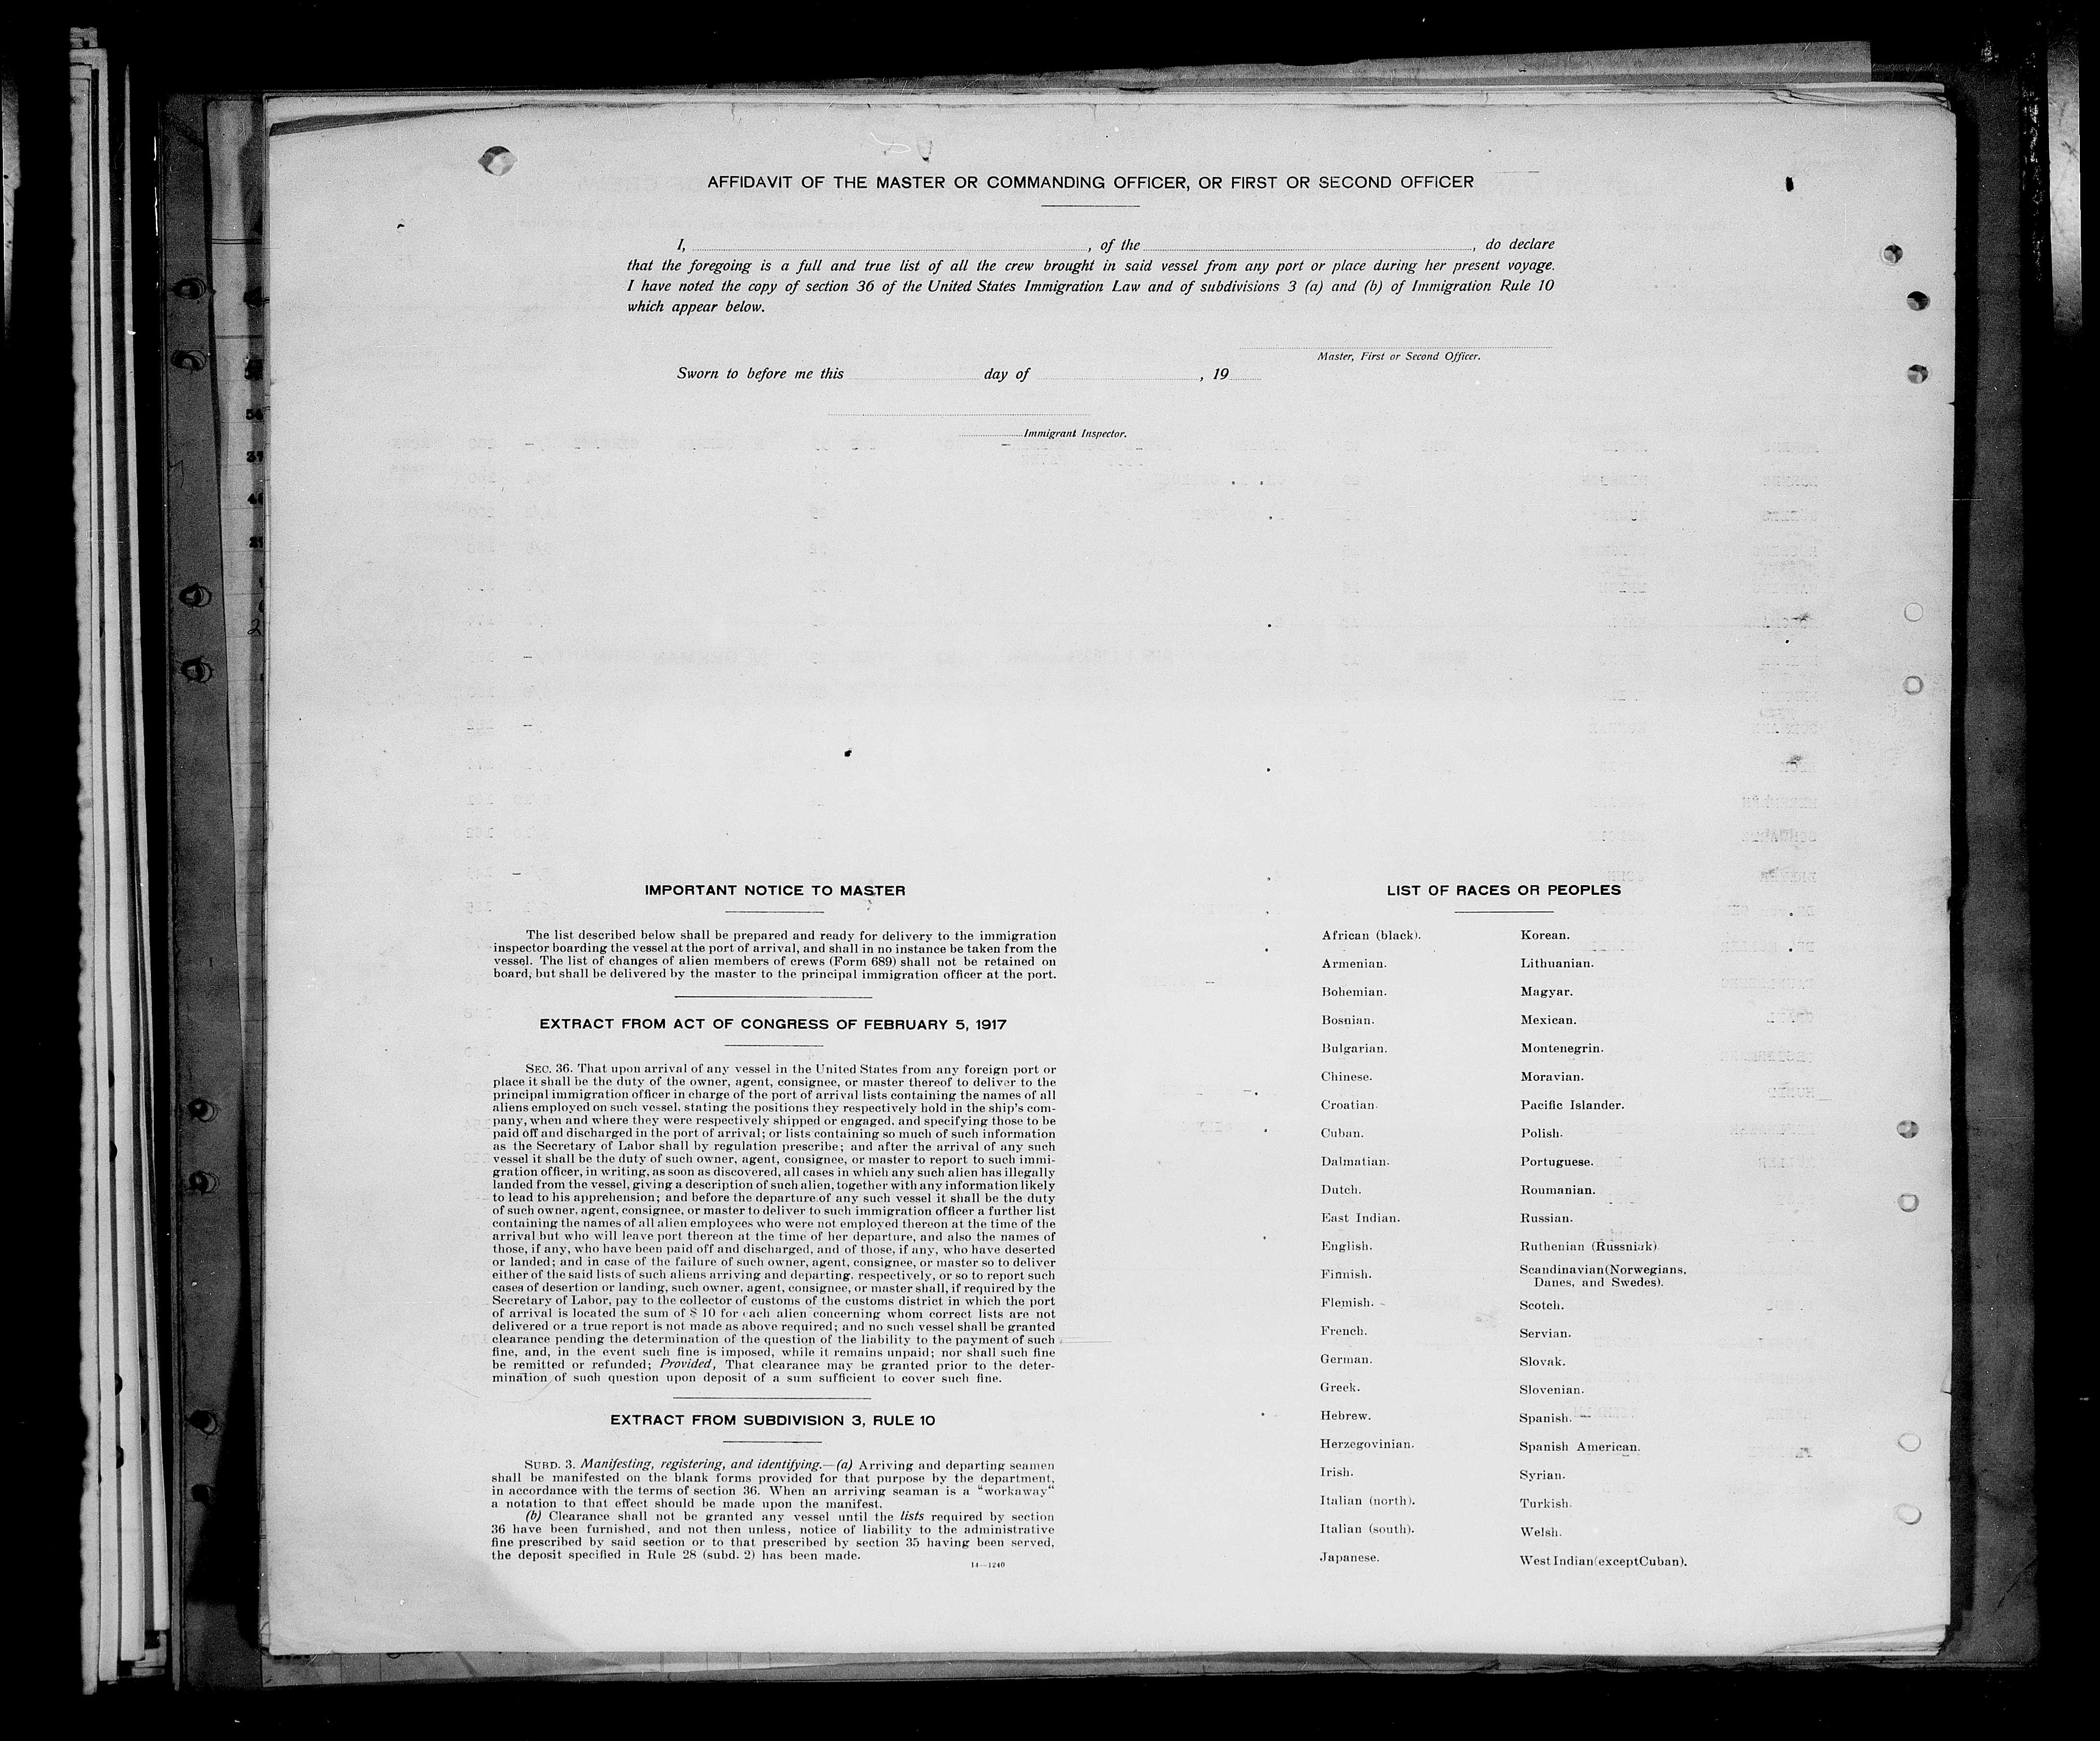 AFFIDAVIT OF THE MASTER OR COMMANDING OFFICER, OR FIRST OR SECOND OFFICER
I, , of the , do declare
that the foregoing is a full and true list of all the crew brought in said vessel from any port or place during her present voyage.
I have noted the copy of section 36 of the United States Immigration Law and of subdivisions 3 (a) and (b) of Immigration Rule 10
which appear below.
Master, First or Second Officer.
Sworn to before me this day of , 19
Immigrant Inspector.
IMPORTANT NOTICE TO MASTER
The list described below shall be prepared and ready for delivery to the immigration
inspector boarding the vessel at the port of arrival, and shall in no instance be taken from the
vessel. The list of changes of alien members of crews (Form 689) shall not be retained on
board, but shall be delivered by the master to the principal immigration officer at the port.
EXTRACT FROM ACT OF CONGRESS OF FEBRUARY 5, 1917
SEC. 36. That upon arrival of any vessel in the United States from any foreign port or
place it shall be the duty of the owner, agent, consignee, or master thereof to deliver to the
principal immigration officer in charge of the port of arrival lists containing the names of all
aliens employed on such vessel, stating the positions they respectively hold in the ship's com-
pany, when and where they were respectively shipped or engaged, and specifying those to be
paid off and discharged in the port of arrival; or lists containing so much of such information
as the Secretary of Labor shall by regulation prescribe; and after the arrival of any such
vessel it shall be the duty of such owner, agent, consignee, or master to report to such immi-
gration officer, in writing, as soon as discovered, all cases in which any such alien has illegally
landed from the vessel, giving a description of such alien, together with any information likely
to lead to his apprehension; and before the departure of any such vessel it shall be the duty
of such owner, agent, consignee, or master to deliver to such immigration officer a further list
containing the names of all alien employees who were not employed thereon at the time of the
arrival but who will leave port thereon at the time of her departure, and also the names of
those, if any, who have been paid off and discharged, and of those, if any, who have deserted
or landed; and in case of the failure of such owner, agent, consignee, or master so to deliver
either of the said lists of such aliens arriving and departing, respectively, or so to report such
cases of desertion or landing, such owner, agent, consignee, or master shall, if required by the
Secretary of Labor, pay to the collector of customs of the customs district in which the port
of arrival is located the sum of $ 10 for each alien concerning whom correct lists are not
delivered or a true report is not made as above required; and no such vessel shall be granted
clearance pending the determination of the question of the liability to the payment of such
fine, and, in the event such fine is imposed, while it remains unpaid; nor shall such fine
be remitted or refunded; Provided, That clearance may be granted prior to the deter-
mination of such question upon deposit of a sum sufficient to cover such fine.
EXTRACT FROM SUBDIVISION 3, RULE 10
SUBD. 3. Manifesting, registering, and identifying.—(a) Arriving and departing seamen
shall be manifested on the blank forms provided for that purpose by the department,
in accordance with the terms of section 36. When an arriving seaman is a "workaway"
a notation to that effect should be made upon the manifest.
(b) Clearance shall not be granted any vessel until the lists required by section
36 have been furnished, and not then unless, notice of liability to the administrative
fine prescribed by said section or to that prescribed by section 35 having been served,
the deposit specified in Rule 28 (subd. 2) has been made.
14—1240
LIST OF RACES OR PEOPLES
African (black).
Armenian.
Bohemian.
Bosnian.
Bulgarian.
Chinese.
Croatian.
Cuban.
Dalmatian.
Dutch.
East Indian.
English.
Finnish.
Flemish.
French.
German.
Greek.
Hebrew.
Herzegovinian.
Irish.
Italian (north).
Italian (south).
Japanese.
Korean.
Lithuanian.
Magyar.
Mexican.
Montenegrin.
Moravian.
Pacific Islander.
Polish.
Portuguese.
Roumanian.
Russian.
Ruthenian (Russniak)
Scandinavian (Norwegians,
Danes, and Swedes).
Scotch.
Servian.
Slovak.
Slovenian.
Spanish.
Spanish American.
Syrian.
Turkish.
Welsh.
West Indian (except Cuban).